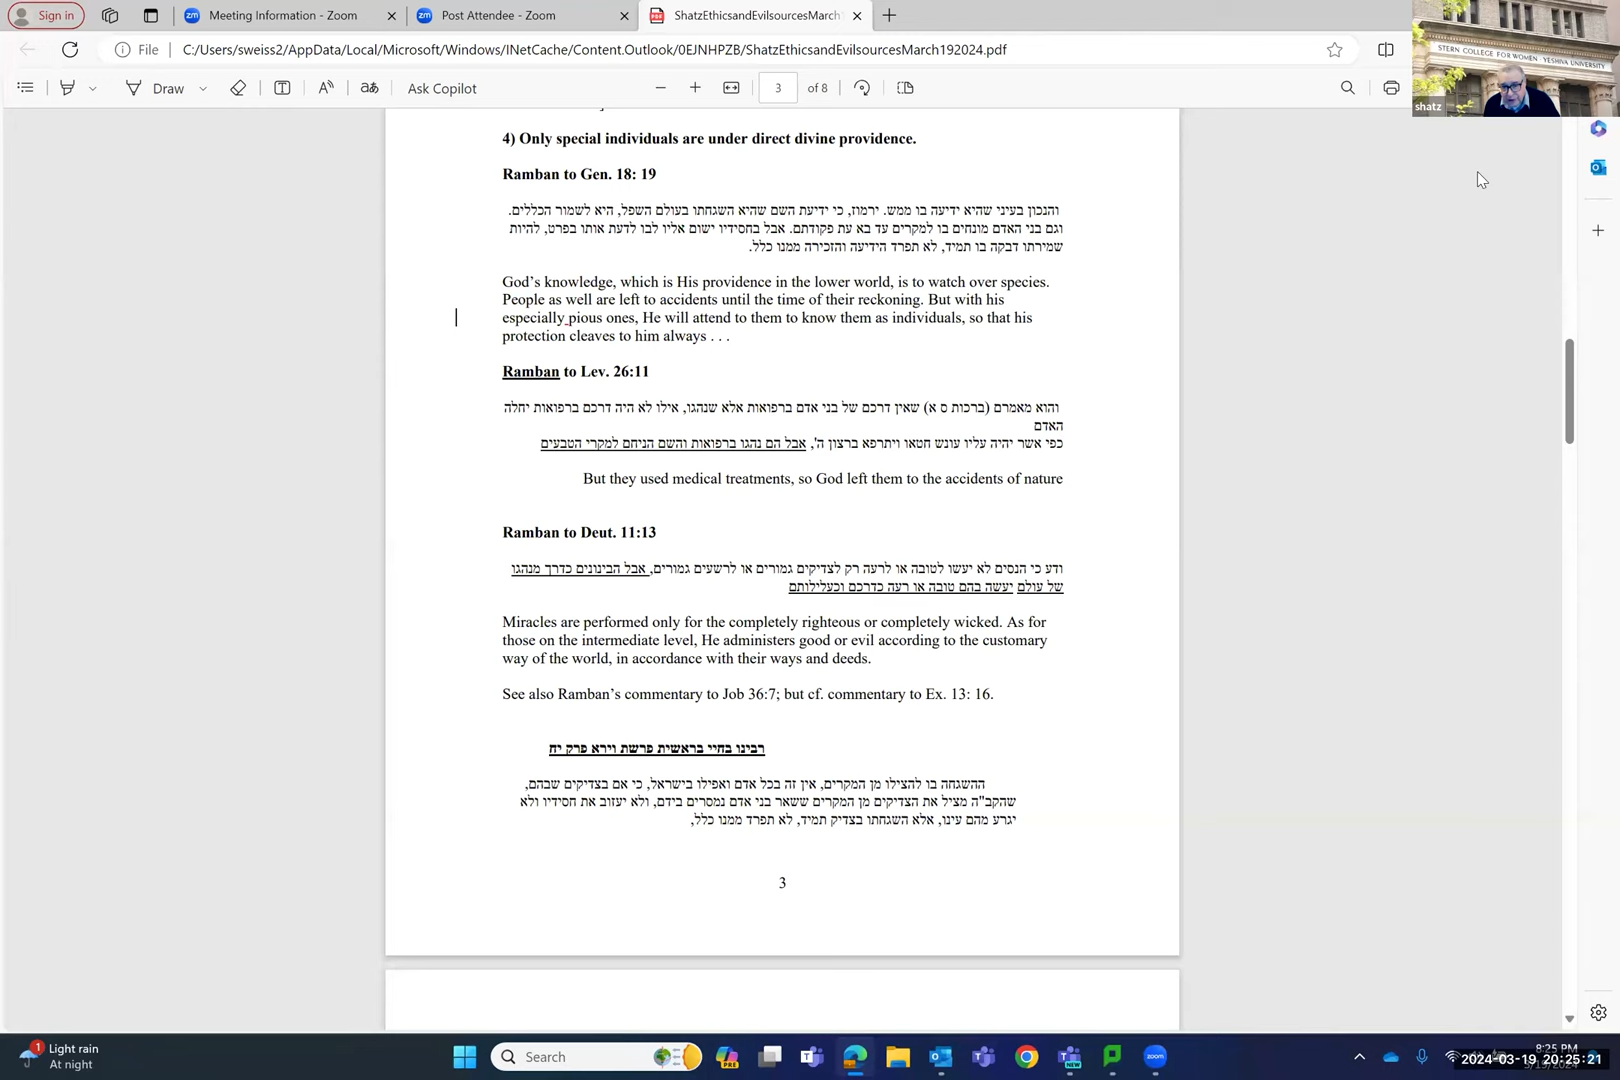 Sign in
Meeting Information - Zoom
Post Attendee - Zoom
ShatzEthicsandEvilsourcesMarch
File
C:/Users/sweiss2/AppData/Local/Microsoft/Windows/INetCache/Content.Outlook/0EJNHPZB/ShatzEthicsandEvilsourcesMarch192024.pdf
Draw
Ask Copilot
3 of 8
STERN COLLEGE FOR WOMEN · YESHIVA UNIVERSITY
shatz
4) Only special individuals are under direct divine providence.
Ramban to Gen. 18: 19
והנכון בעיני שהיא ידיעה בו ממש. ירמוז, כי ידיעת השם שהיא השגחתו בעולם השפל, היא לשמור הכללים.
וגם בני האדם מונחים בו למקרים עד בא עת פקודתם. אבל בחסידיו ישום אליו לבו לדעת אותו בפרט, להיות
שמירתו דבקה בו תמיד, לא תפרד הידיעה והזכירה ממנו כלל.
God's knowledge, which is His providence in the lower world, is to watch over species.
People as well are left to accidents until the time of their reckoning. But with his
especially pious ones, He will attend to them to know them as individuals, so that his
protection cleaves to him always . . .
Ramban to Lev. 26:11
והוא מאמרם (ברכות ס א) שאין דרכם של בני אדם ברפואות אלא שנהגו, אילו לא היה דרכם ברפואות יחלה
האדם
כפי אשר יהיה עליו עונש חטאו ויתרפא ברצון ה', אבל הם נהגו ברפואות והשם הניחם למקרי הטבעים
But they used medical treatments, so God left them to the accidents of nature
Ramban to Deut. 11:13
ודע כי הנסים לא יעשו לטובה או לרעה רק לצדיקים גמורים או לרשעים גמורים, אבל הבינונים כדרך מנהגו
של עולם יעשה בהם טובה או רעה כדרכם וכעלילותם
Miracles are performed only for the completely righteous or completely wicked. As for
those on the intermediate level, He administers good or evil according to the customary
way of the world, in accordance with their ways and deeds.
See also Ramban's commentary to Job 36:7; but cf. commentary to Ex. 13: 16.
רבינו בחיי בראשית פרשת וירא פרק יח
ההשגחה בו להצילו מן המקרים, אין זה בכל אדם ואפילו בישראל, כי אם בצדיקים שבהם,
שהקב"ה מציל את הצדיקים מן המקרים ששאר בני אדם נמסרים בידם, ולא יעזוב את חסידיו ולא
יגרע מהם עינו, אלא השגחתו בצדיק תמיד, לא תפרד ממנו כלל,
3
1
Light rain
At night
Search
PRE
NEW
zoom
8:25 PM
2024-03-19 20:25:21